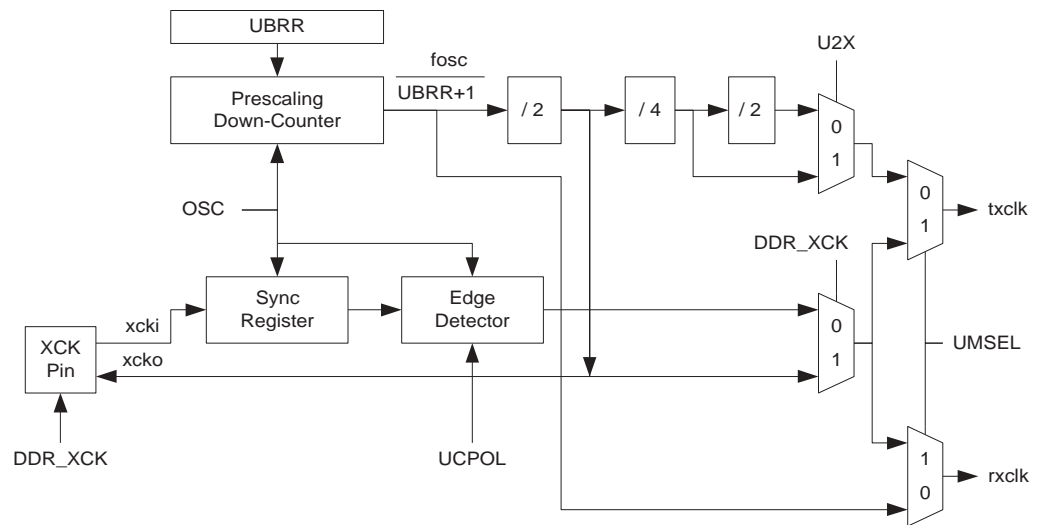 UBRR
fosc
UBRR+1
U2X
Prescaling
Down-Counter
/ 2
/ 4
/ 2
0
1
0
1
txclk
OSC
DDR_XCK
Sync
Register
Edge
Detector
0
1
xcki
xcko
XCK
Pin
UMSEL
DDR_XCK
UCPOL
1
0
rxclk